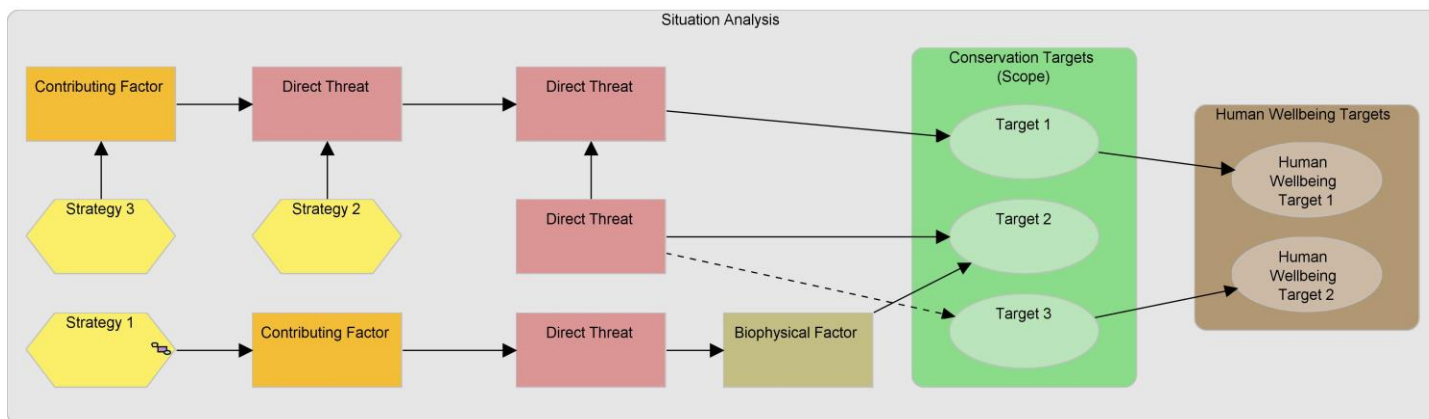 Situation Analysis
Conservation Targets
(Scope)
Contributing Factor
Direct Threat
Direct Threat
Target 1
Human Wellbeing Targets
Human
Wellbeing
Target 1
Strategy 3
Strategy 2
Direct Threat
Target 2
Human
Wellbeing
Target 2
Strategy 1
Contributing Factor
Direct Threat
Biophysical Factor
Target 3